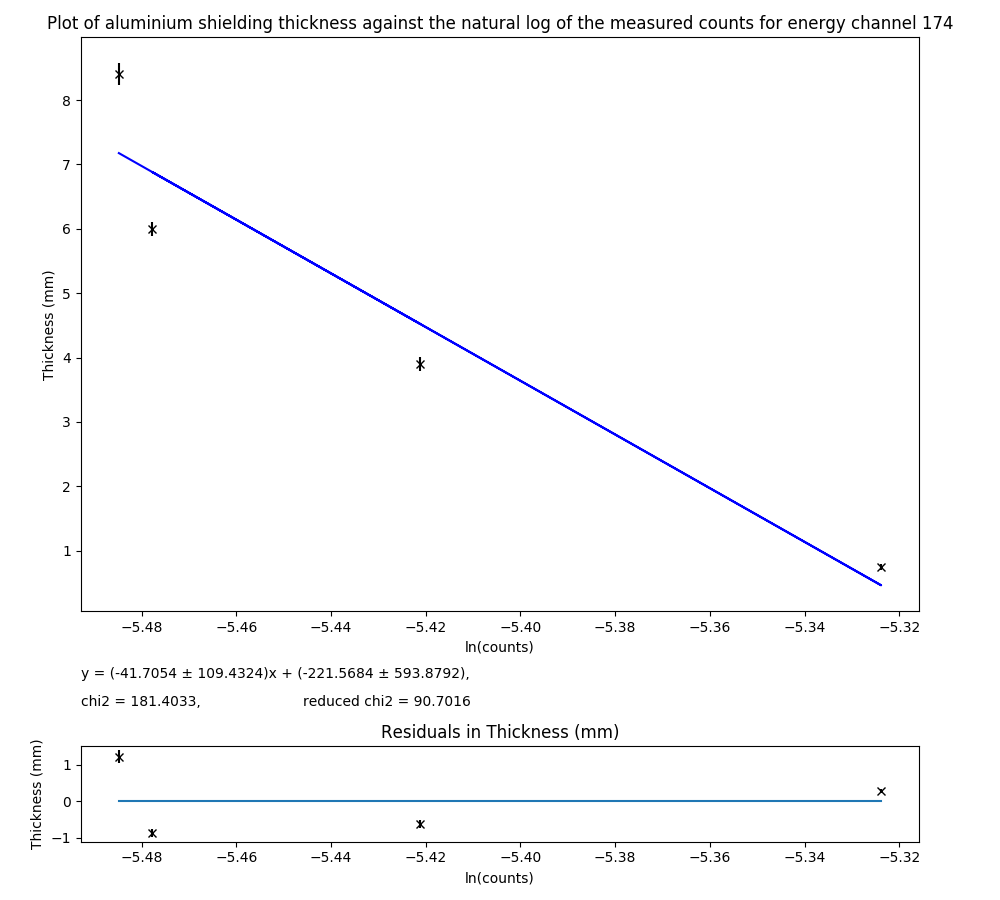 Plot of aluminium shielding thickness against the natural log of the measured counts for energy channel 174
Thickness (mm)
8
7
6
5
4
3
2
1
−5.48 −5.46 −5.44 −5.42 −5.40 −5.38 −5.36 −5.34 −5.32
ln(counts)
y = (-41.7054 ± 109.4324)x + (-221.5684 ± 593.8792),
chi2 = 181.4033, reduced chi2 = 90.7016
Residuals in Thickness (mm)
Thickness (mm)
1
0
−1
−5.48 −5.46 −5.44 −5.42 −5.40 −5.38 −5.36 −5.34 −5.32
ln(counts)